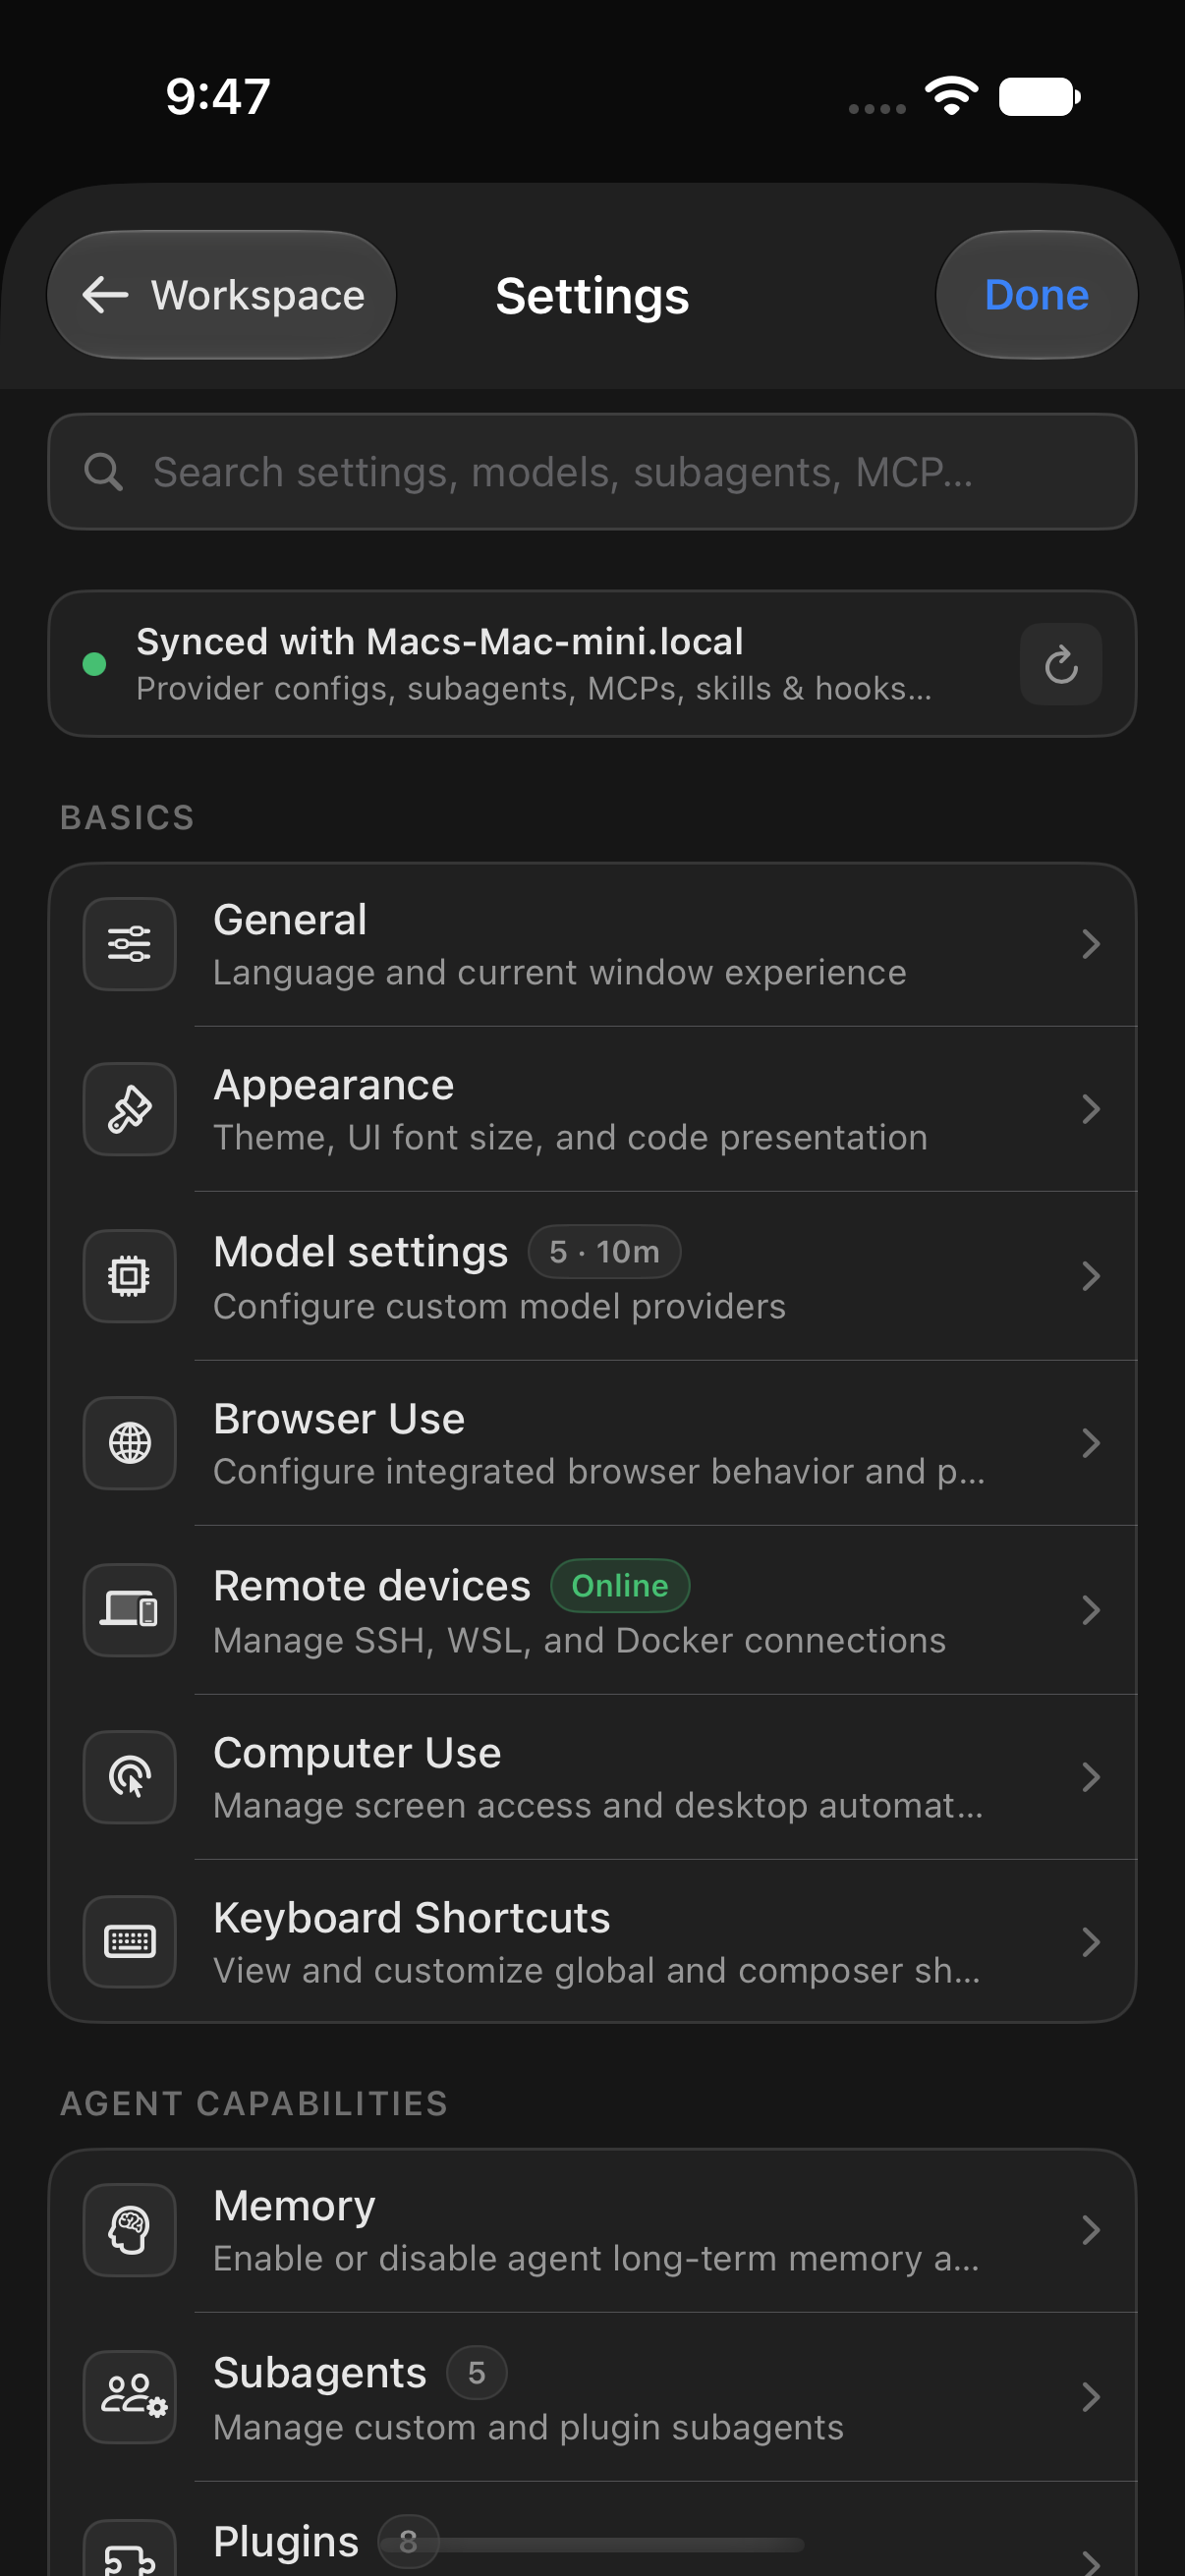 9:47
Workspace
Settings
Done
Search settings, models, subagents, MCP...
Synced with Macs-Mac-mini.local
Provider configs, subagents, MCPs, skills & hooks...
BASICS
General
Language and current window experience
Appearance
Theme, UI font size, and code presentation
Model settings 5 · 10m
Configure custom model providers
Browser Use
Configure integrated browser behavior and p...
Remote devices Online
Manage SSH, WSL, and Docker connections
Computer Use
Manage screen access and desktop automat...
Keyboard Shortcuts
View and customize global and composer sh...
AGENT CAPABILITIES
Memory
Enable or disable agent long-term memory a...
Subagents 5
Manage custom and plugin subagents
Plugins 8